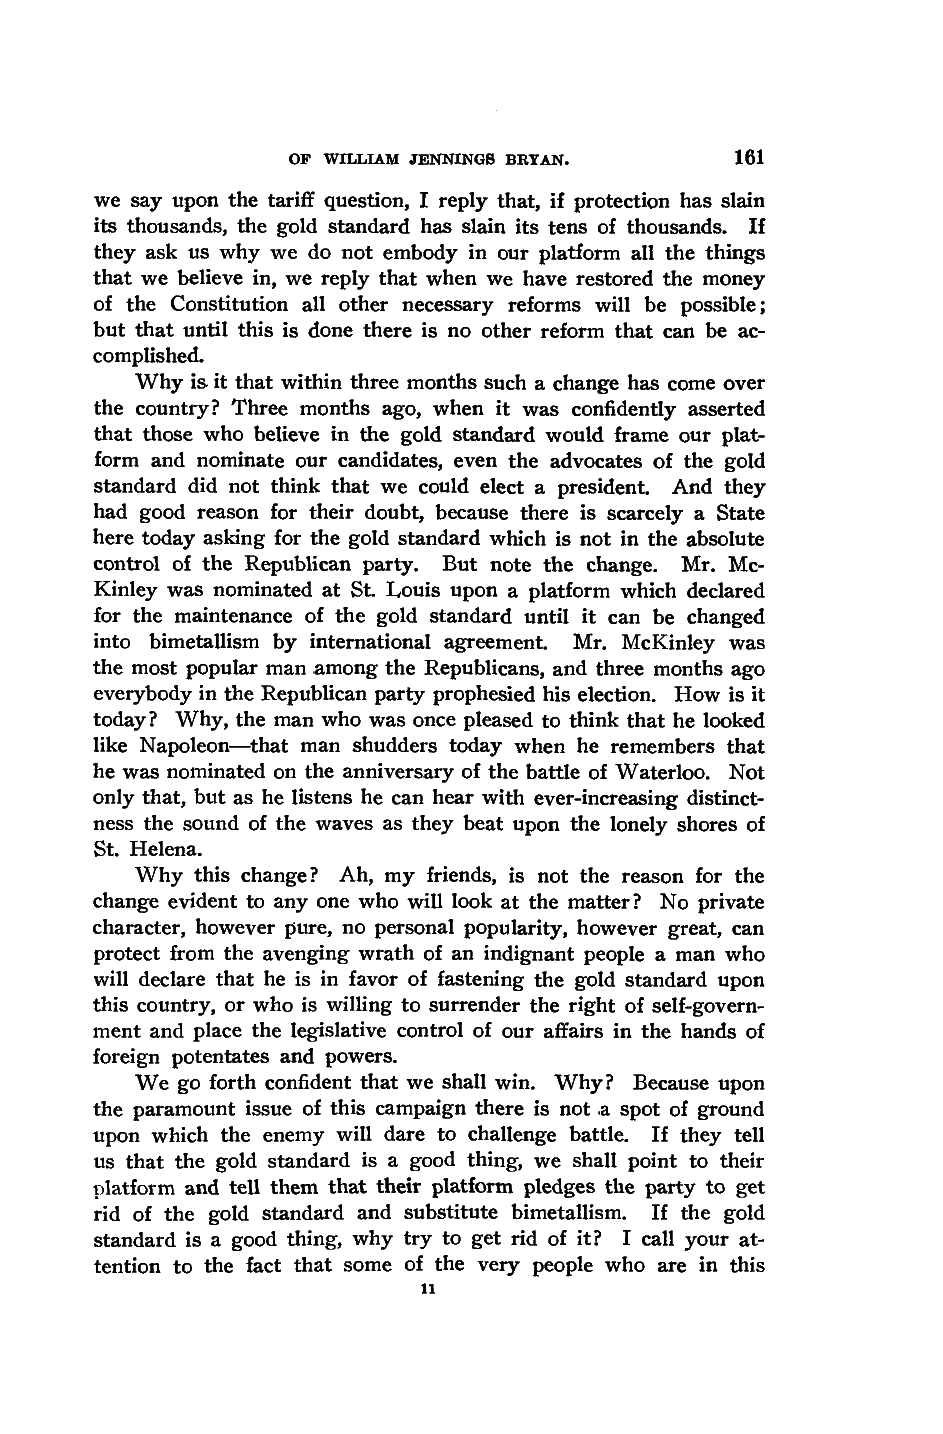 OF WILLIAM JENNINGS BRYAN. 161
we say upon the tariff question, I reply that, if protection has slain
its thousands, the gold standard has slain its tens of thousands. If
they ask us why we do not embody in our platform all the things
that we believe in, we reply that when we have restored the money
of the Constitution all other necessary reforms will be possible;
but that until this is done there is no other reform that can be ac-
complished.
Why is it that within three months such a change has come over
the country? Three months ago, when it was confidently asserted
that those who believe in the gold standard would frame our plat-
form and nominate our candidates, even the advocates of the gold
standard did not think that we could elect a president. And they
had good reason for their doubt, because there is scarcely a State
here today asking for the gold standard which is not in the absolute
control of the Republican party. But note the change. Mr. Mc-
Kinley was nominated at St. Louis upon a platform which declared
for the maintenance of the gold standard until it can be changed
into bimetallism by international agreement. Mr. McKinley was
the most popular man among the Republicans, and three months ago
everybody in the Republican party prophesied his election. How is it
today? Why, the man who was once pleased to think that he looked
like Napoleon—that man shudders today when he remembers that
he was nominated on the anniversary of the battle of Waterloo. Not
only that, but as he listens he can hear with ever-increasing distinct-
ness the sound of the waves as they beat upon the lonely shores of
St. Helena.
Why this change? Ah, my friends, is not the reason for the
change evident to any one who will look at the matter? No private
character, however pure, no personal popularity, however great, can
protect from the avenging wrath of an indignant people a man who
will declare that he is in favor of fastening the gold standard upon
this country, or who is willing to surrender the right of self-govern-
ment and place the legislative control of our affairs in the hands of
foreign potentates and powers.
We go forth confident that we shall win. Why? Because upon
the paramount issue of this campaign there is not a spot of ground
upon which the enemy will dare to challenge battle. If they tell
us that the gold standard is a good thing, we shall point to their
platform and tell them that their platform pledges the party to get
rid of the gold standard and substitute bimetallism. If the gold
standard is a good thing, why try to get rid of it? I call your at-
tention to the fact that some of the very people who are in this
11